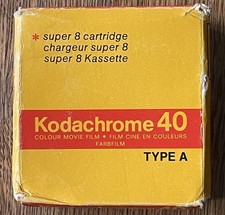 * super 8 cartridge
chargeur super 8
super 8 Kassette
Kodachrome 40
COLOUR MOVIE FILM • FILM CINE EN COULEURS
FARBFILM
TYPE A